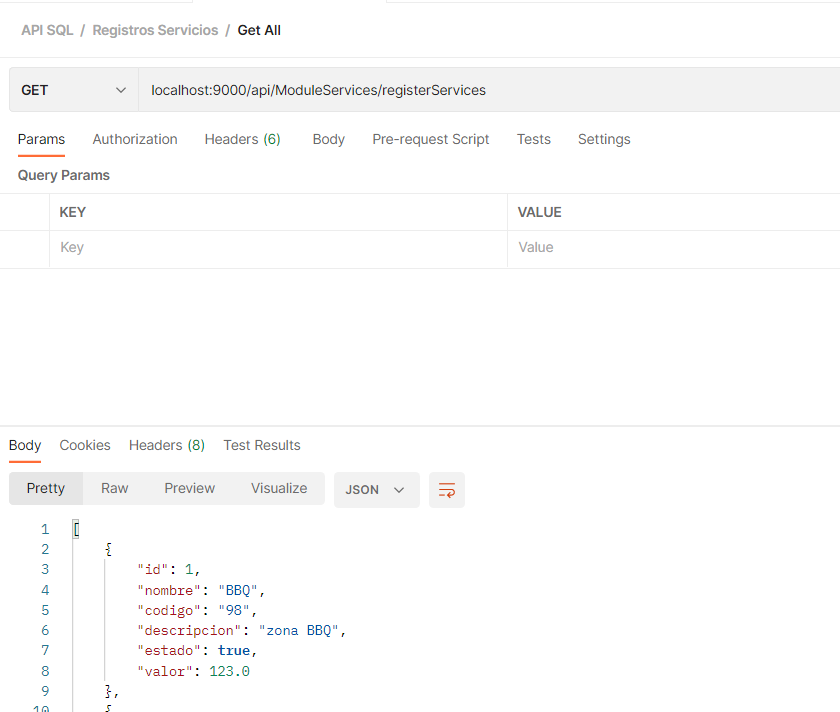 API SQL / Registros Servicios / Get All
GET localhost:9000/api/ModuleServices/registerServices
Params Authorization Headers (6) Body Pre-request Script Tests Settings
Query Params
KEY VALUE
Key Value
Body Cookies Headers (8) Test Results
Pretty Raw Preview Visualize JSON
1 [
2 {
3 "id": 1,
4 "nombre": "BBQ",
5 "codigo": "98",
6 "descripcion": "zona BBQ",
7 "estado": true,
8 "valor": 123.0
9 },
10 {